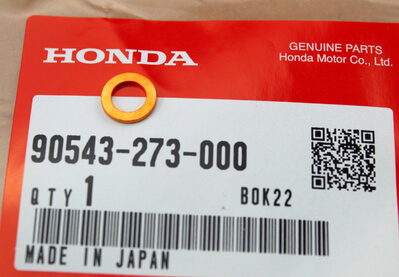 HONDA
GENUINE PARTS
Honda Motor Co., Ltd.
90543-273-000
QTY 1
BOK22
MADE IN JAPAN